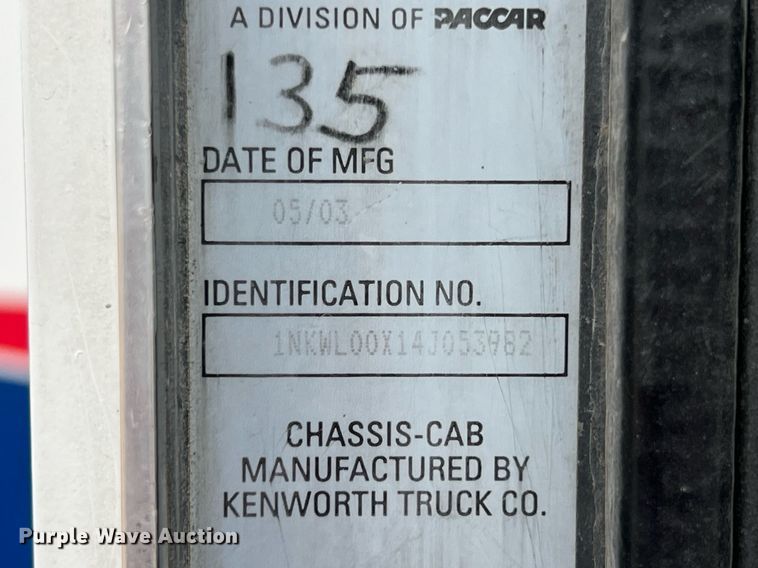 A DIVISION OF PACCAR
135
DATE OF MFG
05/03
IDENTIFICATION NO.
1NKWL00X14J053982
CHASSIS-CAB
MANUFACTURED BY
KENWORTH TRUCK CO.
Purple Wave Auction